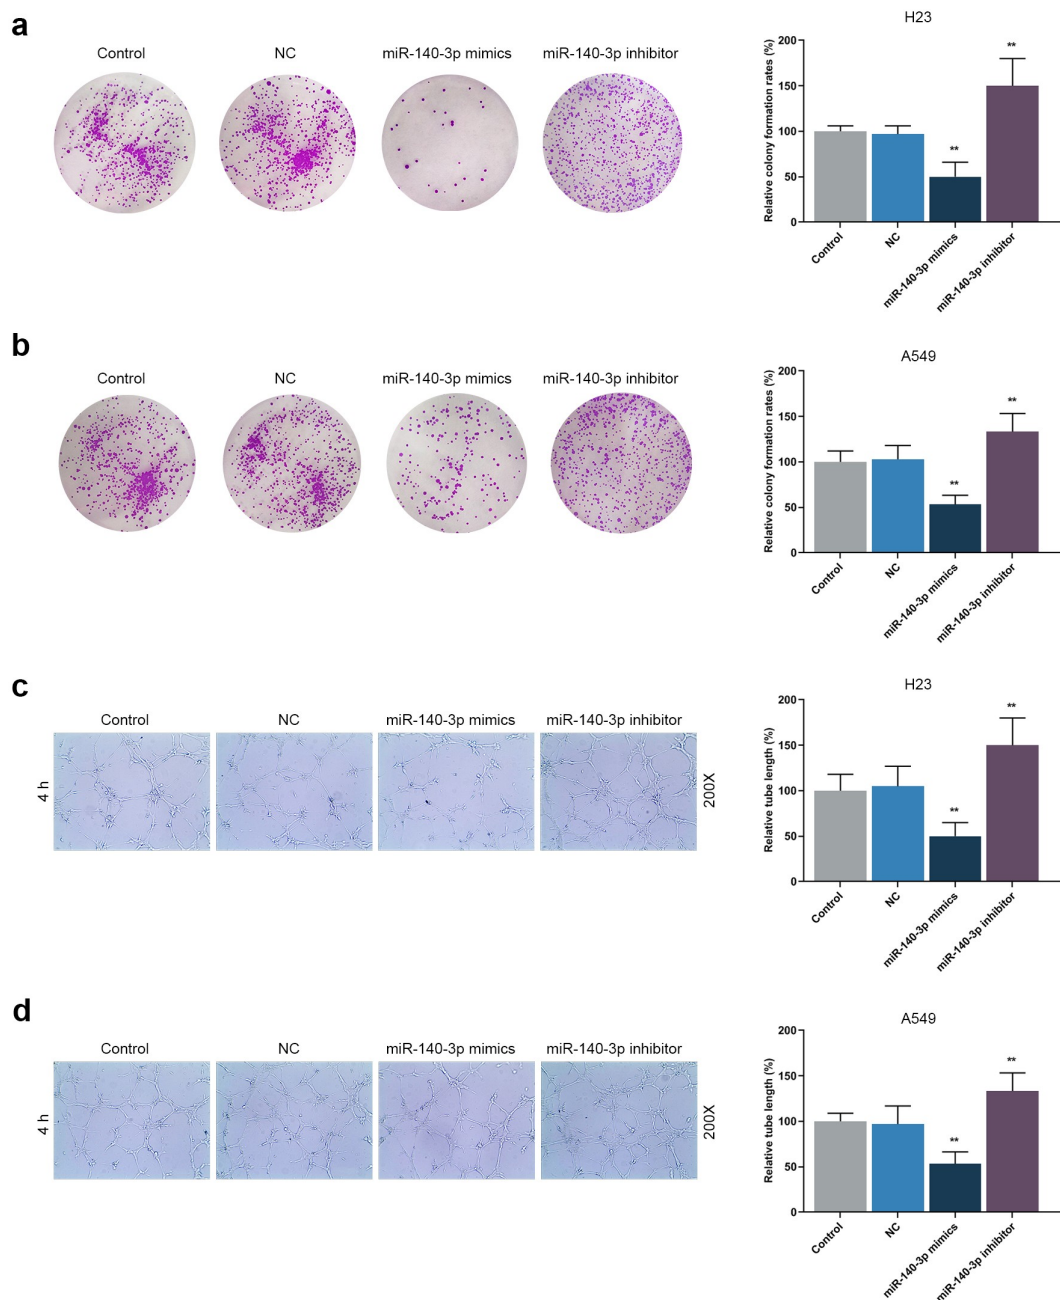 a
Control
NC
miR-140-3p mimics
miR-140-3p inhibitor
H23
Relative colony formation rates (%)
200
150
100
50
0
**
**
Control
NC
miR-140-3p mimics
miR-140-3p inhibitor
b
Control
NC
miR-140-3p mimics
miR-140-3p inhibitor
A549
Relative colony formation rates (%)
200
150
100
50
0
**
**
Control
NC
miR-140-3p mimics
miR-140-3p inhibitor
c
Control
NC
miR-140-3p mimics
miR-140-3p inhibitor
4 h
200X
H23
Relative tube length (%)
200
150
100
50
0
**
**
Control
NC
miR-140-3p mimics
miR-140-3p inhibitor
d
Control
NC
miR-140-3p mimics
miR-140-3p inhibitor
4 h
200X
A549
Relative tube length (%)
200
150
100
50
0
**
**
Control
NC
miR-140-3p mimics
miR-140-3p inhibitor